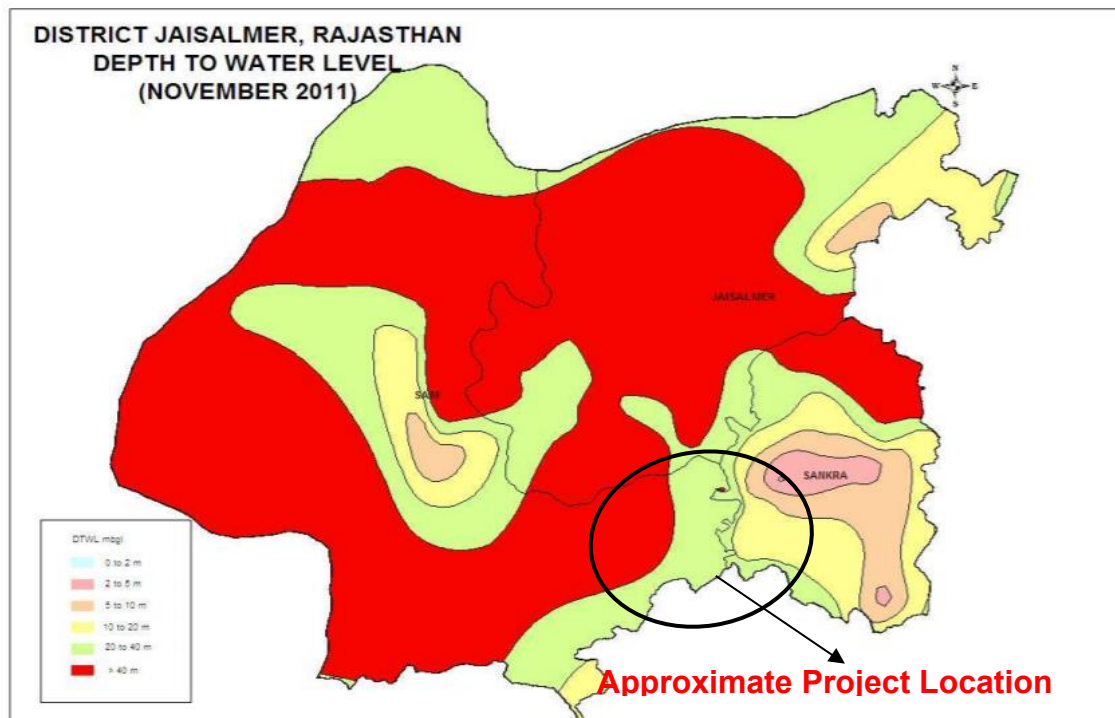 DISTRICT JAISALMER, RAJASTHAN
DEPTH TO WATER LEVEL
(NOVEMBER 2011)
N
W E
S
JAISALMER
SAM
SANKRA
DTWL mbgl
0 to 2 m
2 to 5 m
5 to 10 m
10 to 20 m
20 to 40 m
> 40 m
Approximate Project Location